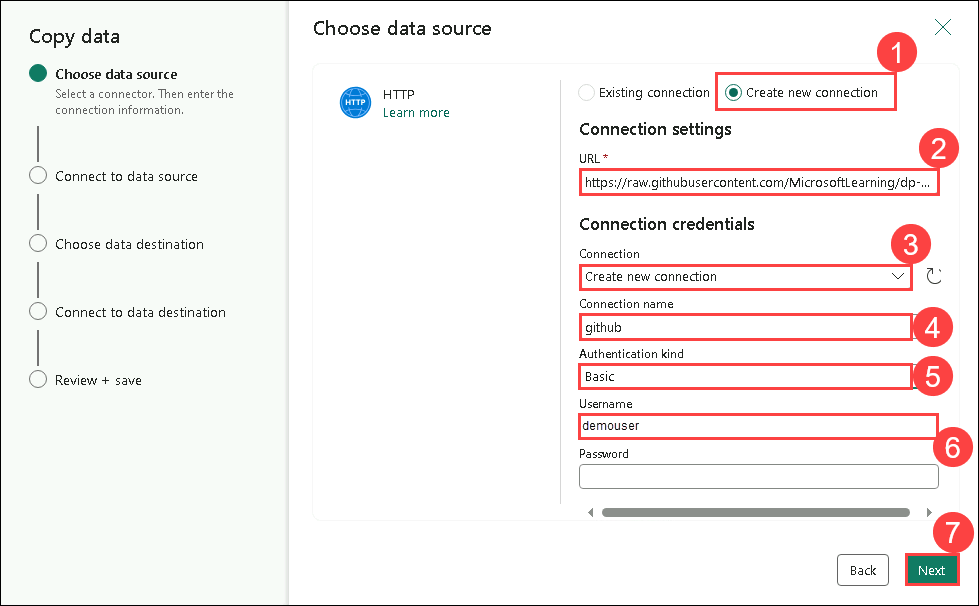 Copy data
Choose data source
Select a connector. Then enter the
connection information.
Connect to data source
Choose data destination
Connect to data destination
Review + save
Choose data source
HTTP
HTTP
Learn more
Existing connection
Create new connection
1
Connection settings
URL *
2
https://raw.githubusercontent.com/MicrosoftLearning/dp-...
Connection credentials
Connection
3
Create new connection
Connection name
github
4
Authentication kind
Basic
5
Username
demouser
6
Password
7
Back
Next